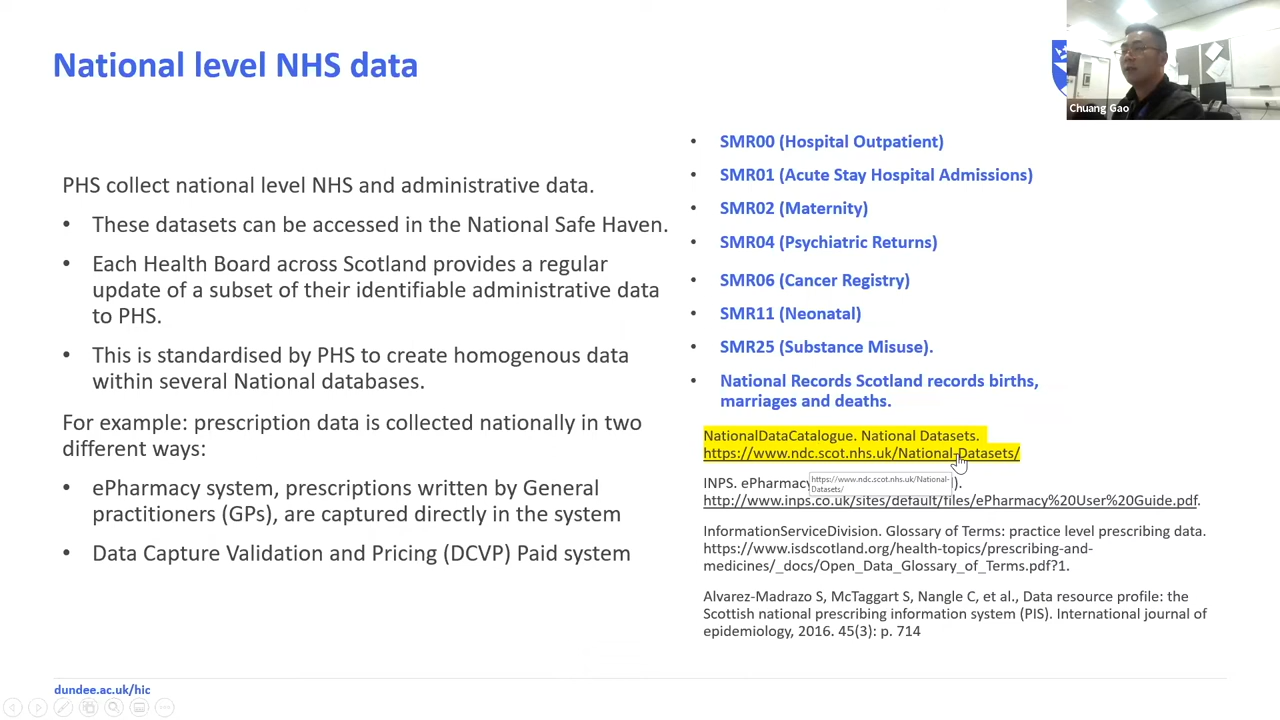 National level NHS data
Chuang Gao
PHS collect national level NHS and administrative data.
• These datasets can be accessed in the National Safe Haven.
• Each Health Board across Scotland provides a regular
update of a subset of their identifiable administrative data
to PHS.
• This is standardised by PHS to create homogenous data
within several National databases.
For example: prescription data is collected nationally in two
different ways:
• ePharmacy system, prescriptions written by General
practitioners (GPs), are captured directly in the system
• Data Capture Validation and Pricing (DCVP) Paid system
• SMR00 (Hospital Outpatient)
• SMR01 (Acute Stay Hospital Admissions)
• SMR02 (Maternity)
• SMR04 (Psychiatric Returns)
• SMR06 (Cancer Registry)
• SMR11 (Neonatal)
• SMR25 (Substance Misuse).
• National Records Scotland records births,
marriages and deaths.
NationalDataCatalogue. National Datasets.
https://www.ndc.scot.nhs.uk/National-Datasets/
https://www.ndc.scot.nhs.uk/National-
Datasets/
INPS. ePharmacy ).
http://www.inps.co.uk/sites/default/files/ePharmacy%20User%20Guide.pdf.
InformationServiceDivision. Glossary of Terms: practice level prescribing data.
https://www.isdscotland.org/health-topics/prescribing-and-
medicines/_docs/Open_Data_Glossary_of_Terms.pdf?1.
Alvarez-Madrazo S, McTaggart S, Nangle C, et al., Data resource profile: the
Scottish national prescribing information system (PIS). International journal of
epidemiology, 2016. 45(3): p. 714
dundee.ac.uk/hic